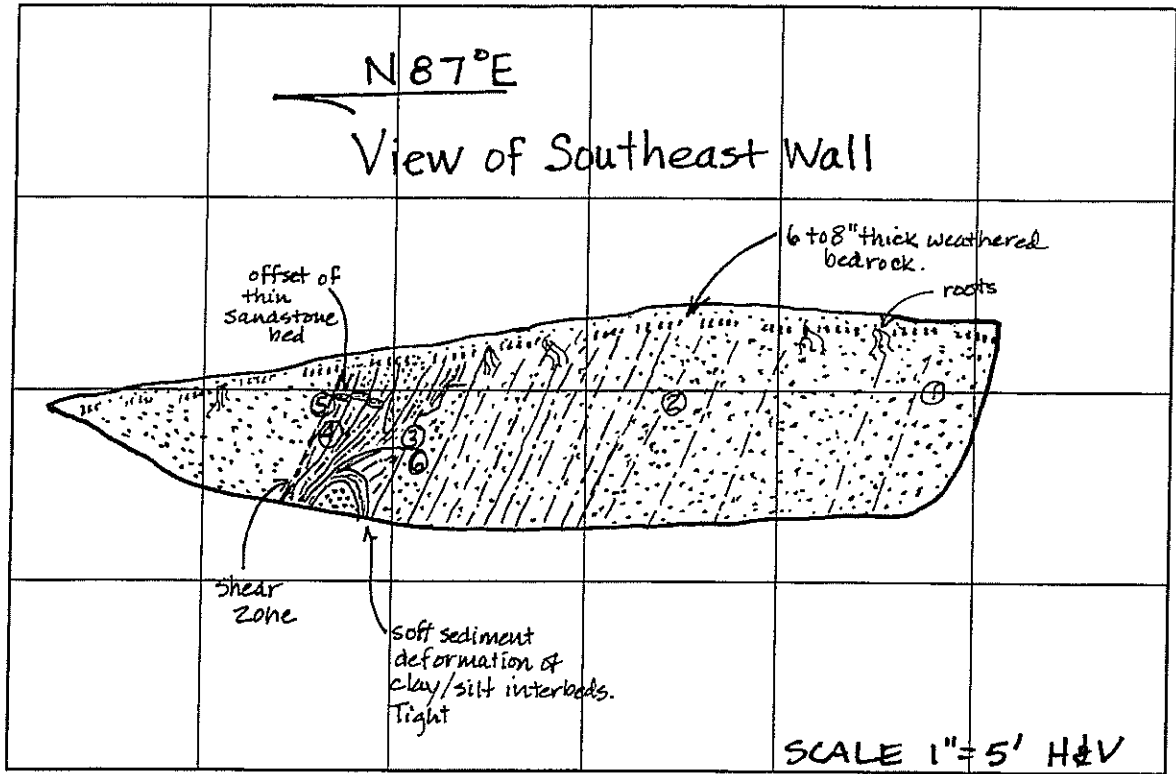 N87°E
View of Southeast Wall
6 to 8" thick weathered
bedrock.
roots
offset of
thin
sandstone
bed
①
②
③
④
⑤
⑥
shear
zone
soft sediment
deformation of
clay/silt interbeds.
Tight
SCALE 1"=5' H&V